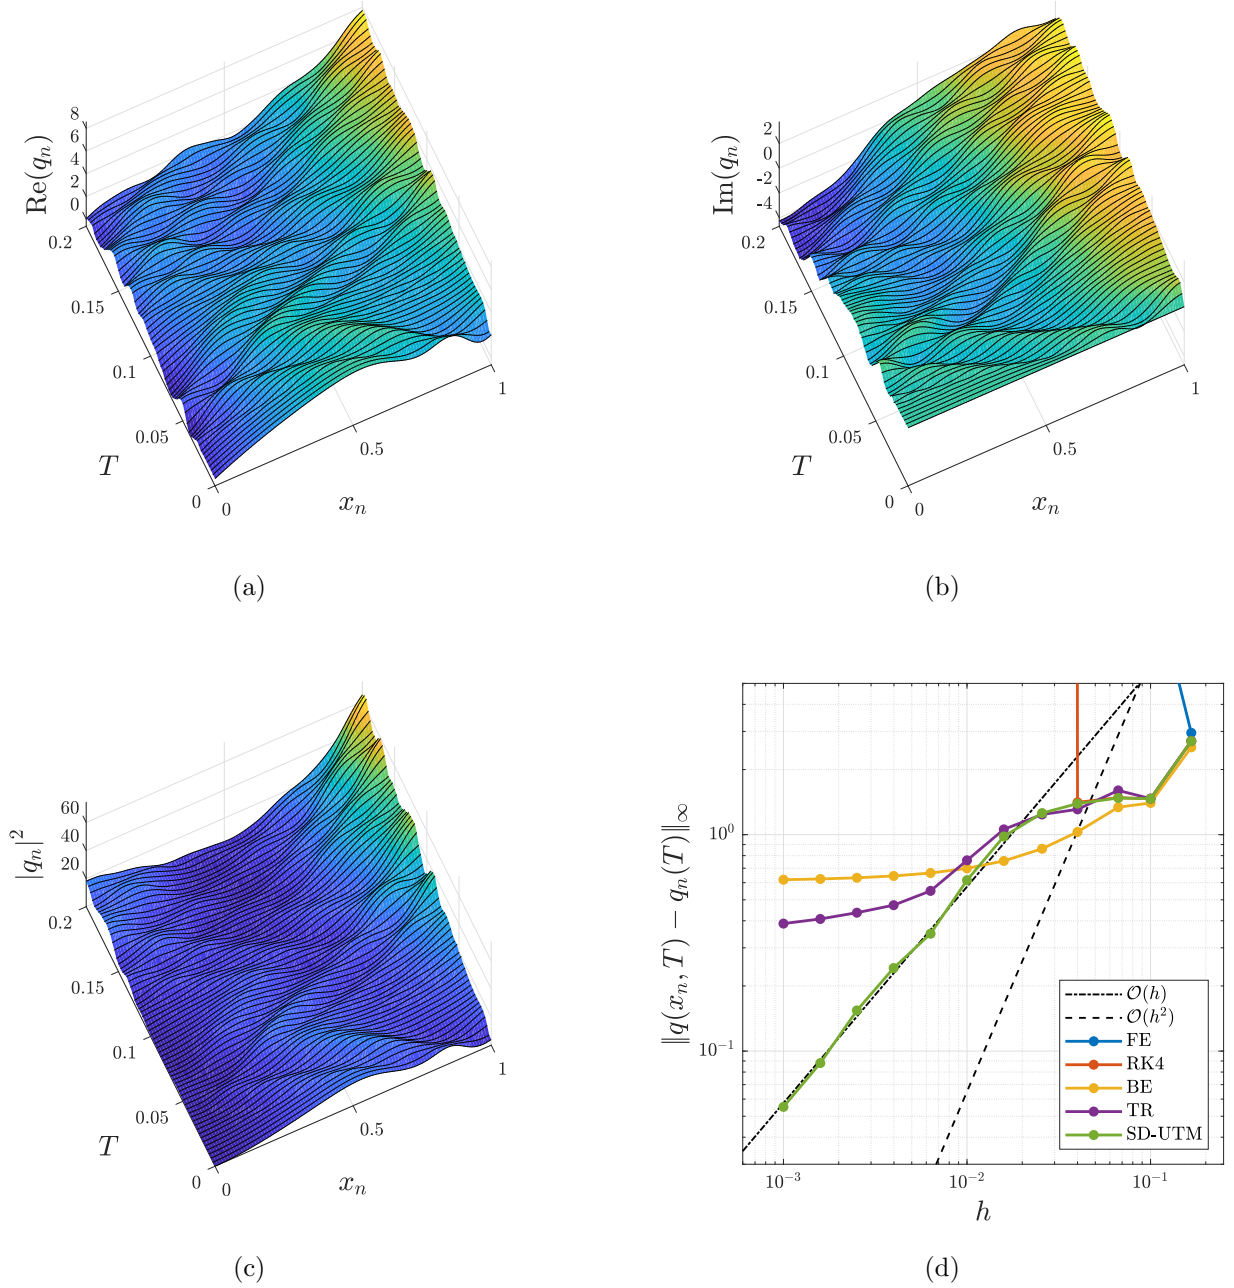 Re(q_n)
8
6
4
2
0
0.2
0.15
0.1
0.05
0
T
0
0.5
1
x_n
(a)
Im(q_n)
2
0
-2
-4
0.2
0.15
0.1
0.05
0
T
0
0.5
1
x_n
(b)
|q_n|^2
60
40
20
0.2
0.15
0.1
0.05
0
T
0
0.5
1
x_n
(c)
‖q(x_n, T) − q_n(T)‖_∞
10^0
10^{-1}
10^{-3}
10^{-2}
10^{-1}
h
O(h)
O(h^2)
FE
RK4
BE
TR
SD-UTM
(d)